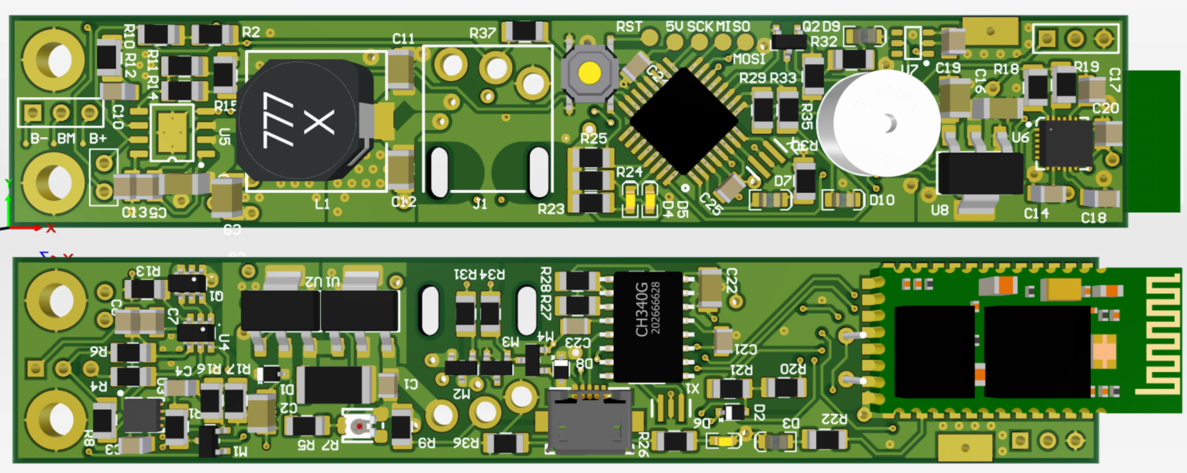 R10
R12
R11
R14
R2
R15
C10
B- BM B+
U5
C13
777
X
L1
C11
C12
R37
J1
RST
5V SCK MISO
MOSI
R25
R24
R23
D4
D5
C25
Q2 D9
R32
R29 R33
R35
D7
D10
U7
C19
C16
R18
R19
C17
C20
U6
U8
C14
C18
Y
X
Z
R13
Q1
C7
U4
R6
R4
C4
R16
R17
U3
R8
C3
M1
U1
U2
D1
C2
R5
R7
C1
R9
R31
R34
M2
M3
M4
R36
R28
R27
C23
D8
CH340G
202666628
C22
C21
R26
X1
R21
R20
D2
D6
D3
R22